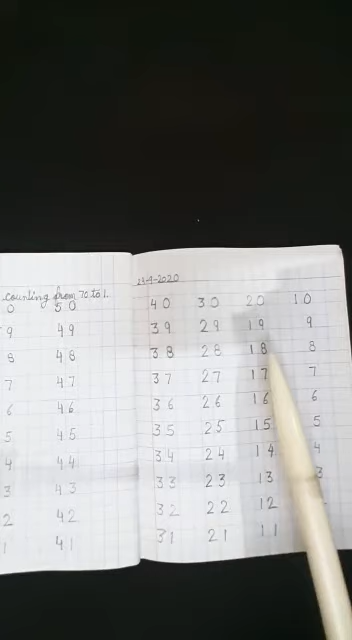 counting from 70 to 1.
0 50
9 49
8 48
7 47
6 46
5 45
4 44
3 43
2 42
1 41
23-9-2020
40 30 20 10
39 29 19 9
38 28 18 8
37 27 17 7
36 26 16 6
35 25 15 5
34 24 14 4
33 23 13 3
32 22 12
31 21 11